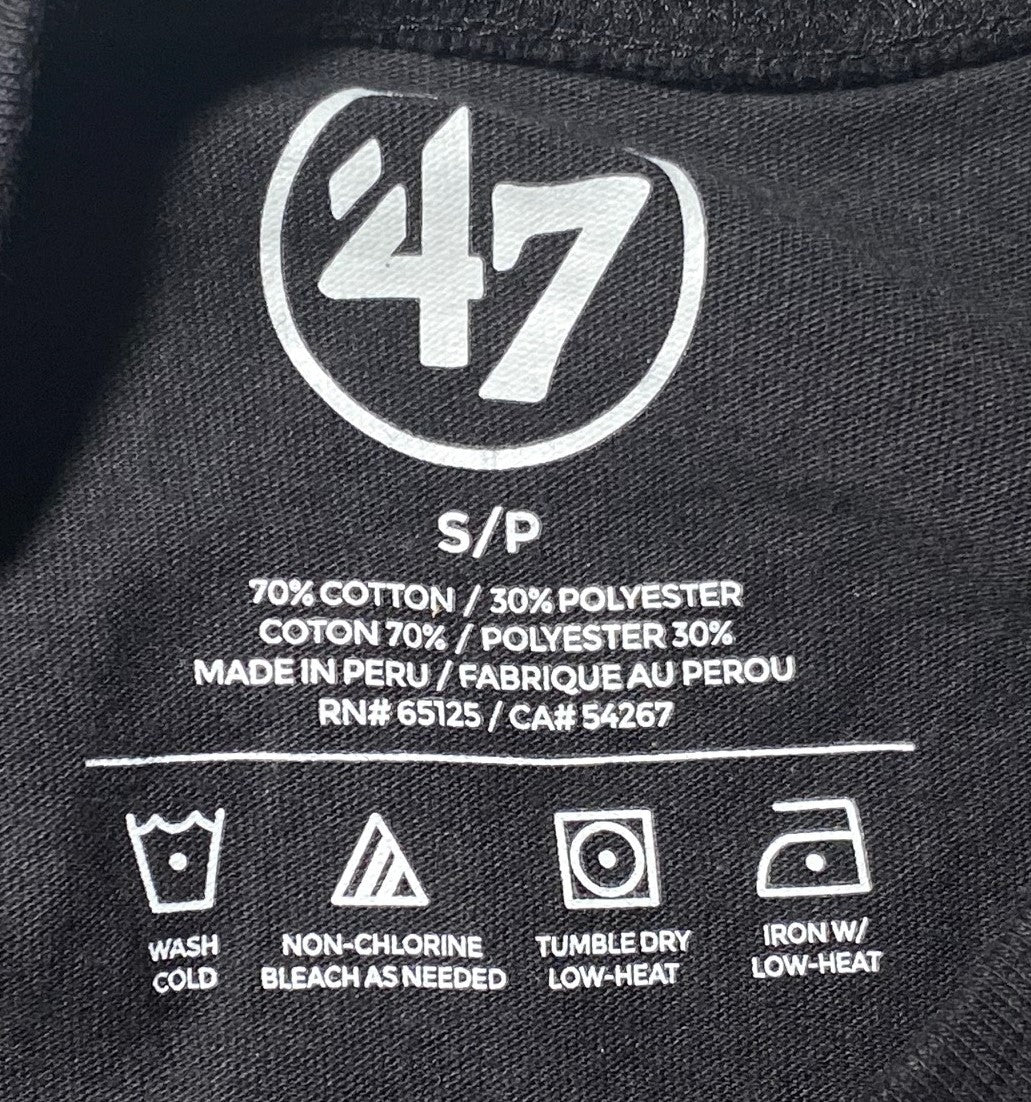 '47
S/P
70% COTTON / 30% POLYESTER
COTON 70% / POLYESTER 30%
MADE IN PERU / FABRIQUE AU PEROU
RN# 65125 / CA# 54267
WASH COLD
NON-CHLORINE BLEACH AS NEEDED
TUMBLE DRY LOW-HEAT
IRON W/ LOW-HEAT